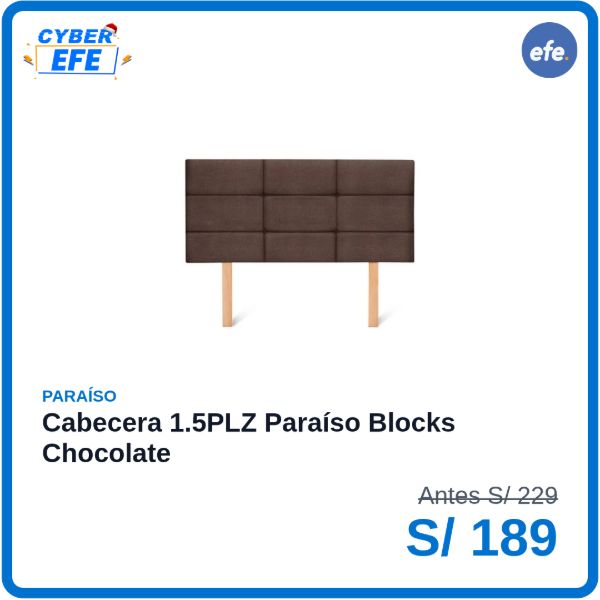 CYBER
EFE
efe.
PARAÍSO
Cabecera 1.5PLZ Paraíso Blocks
Chocolate
Antes S/ 229
S/ 189